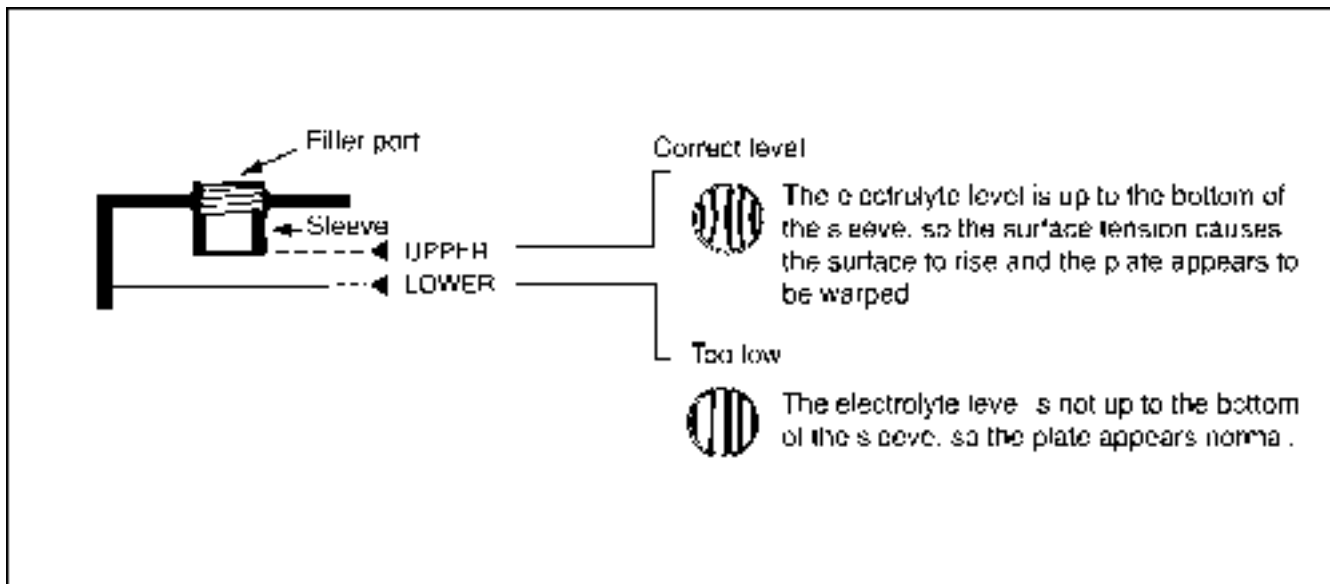 Filler port
Correct level
Sleeve
UPPER
LOWER
The electrolyte level is up to the bottom of
the sleeve, so the surface tension causes
the surface to rise and the plate appears to
be warped
Too low
The electrolyte level is not up to the bottom
of the sleeve, so the plate appears normal.